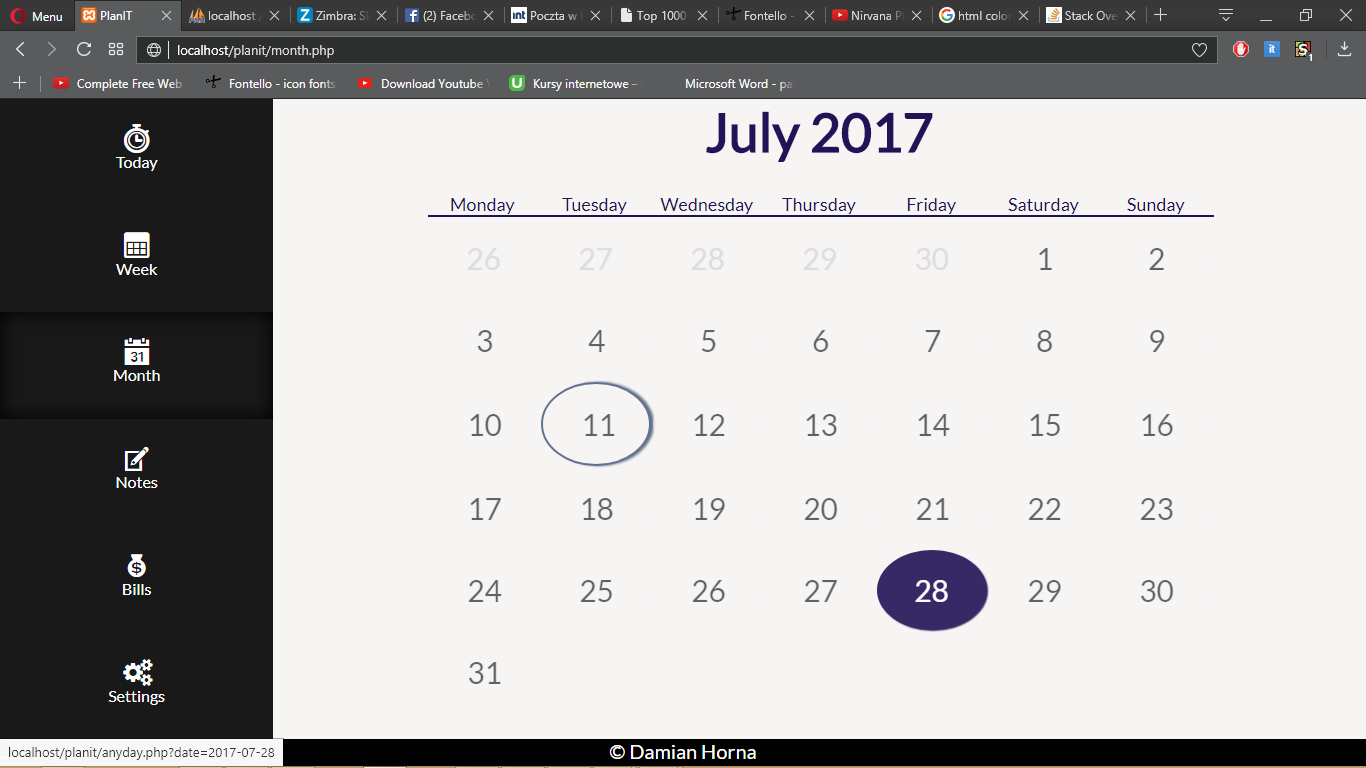 Menu PlanIT localhost / Zimbra: S (2) Facebo Poczta w Top 1000 Fontello - Nirvana Pl html colo Stack Ove
localhost/planit/month.php
Complete Free Web Fontello - icon fonts Download Youtube Kursy internetowe – Microsoft Word - pa
July 2017
Today
Week
31
Month
Notes
Bills
Settings
Monday Tuesday Wednesday Thursday Friday Saturday Sunday
26 27 28 29 30 1 2
3 4 5 6 7 8 9
10 11 12 13 14 15 16
17 18 19 20 21 22 23
24 25 26 27 28 29 30
31
localhost/planit/anyday.php?date=2017-07-28
© Damian Horna